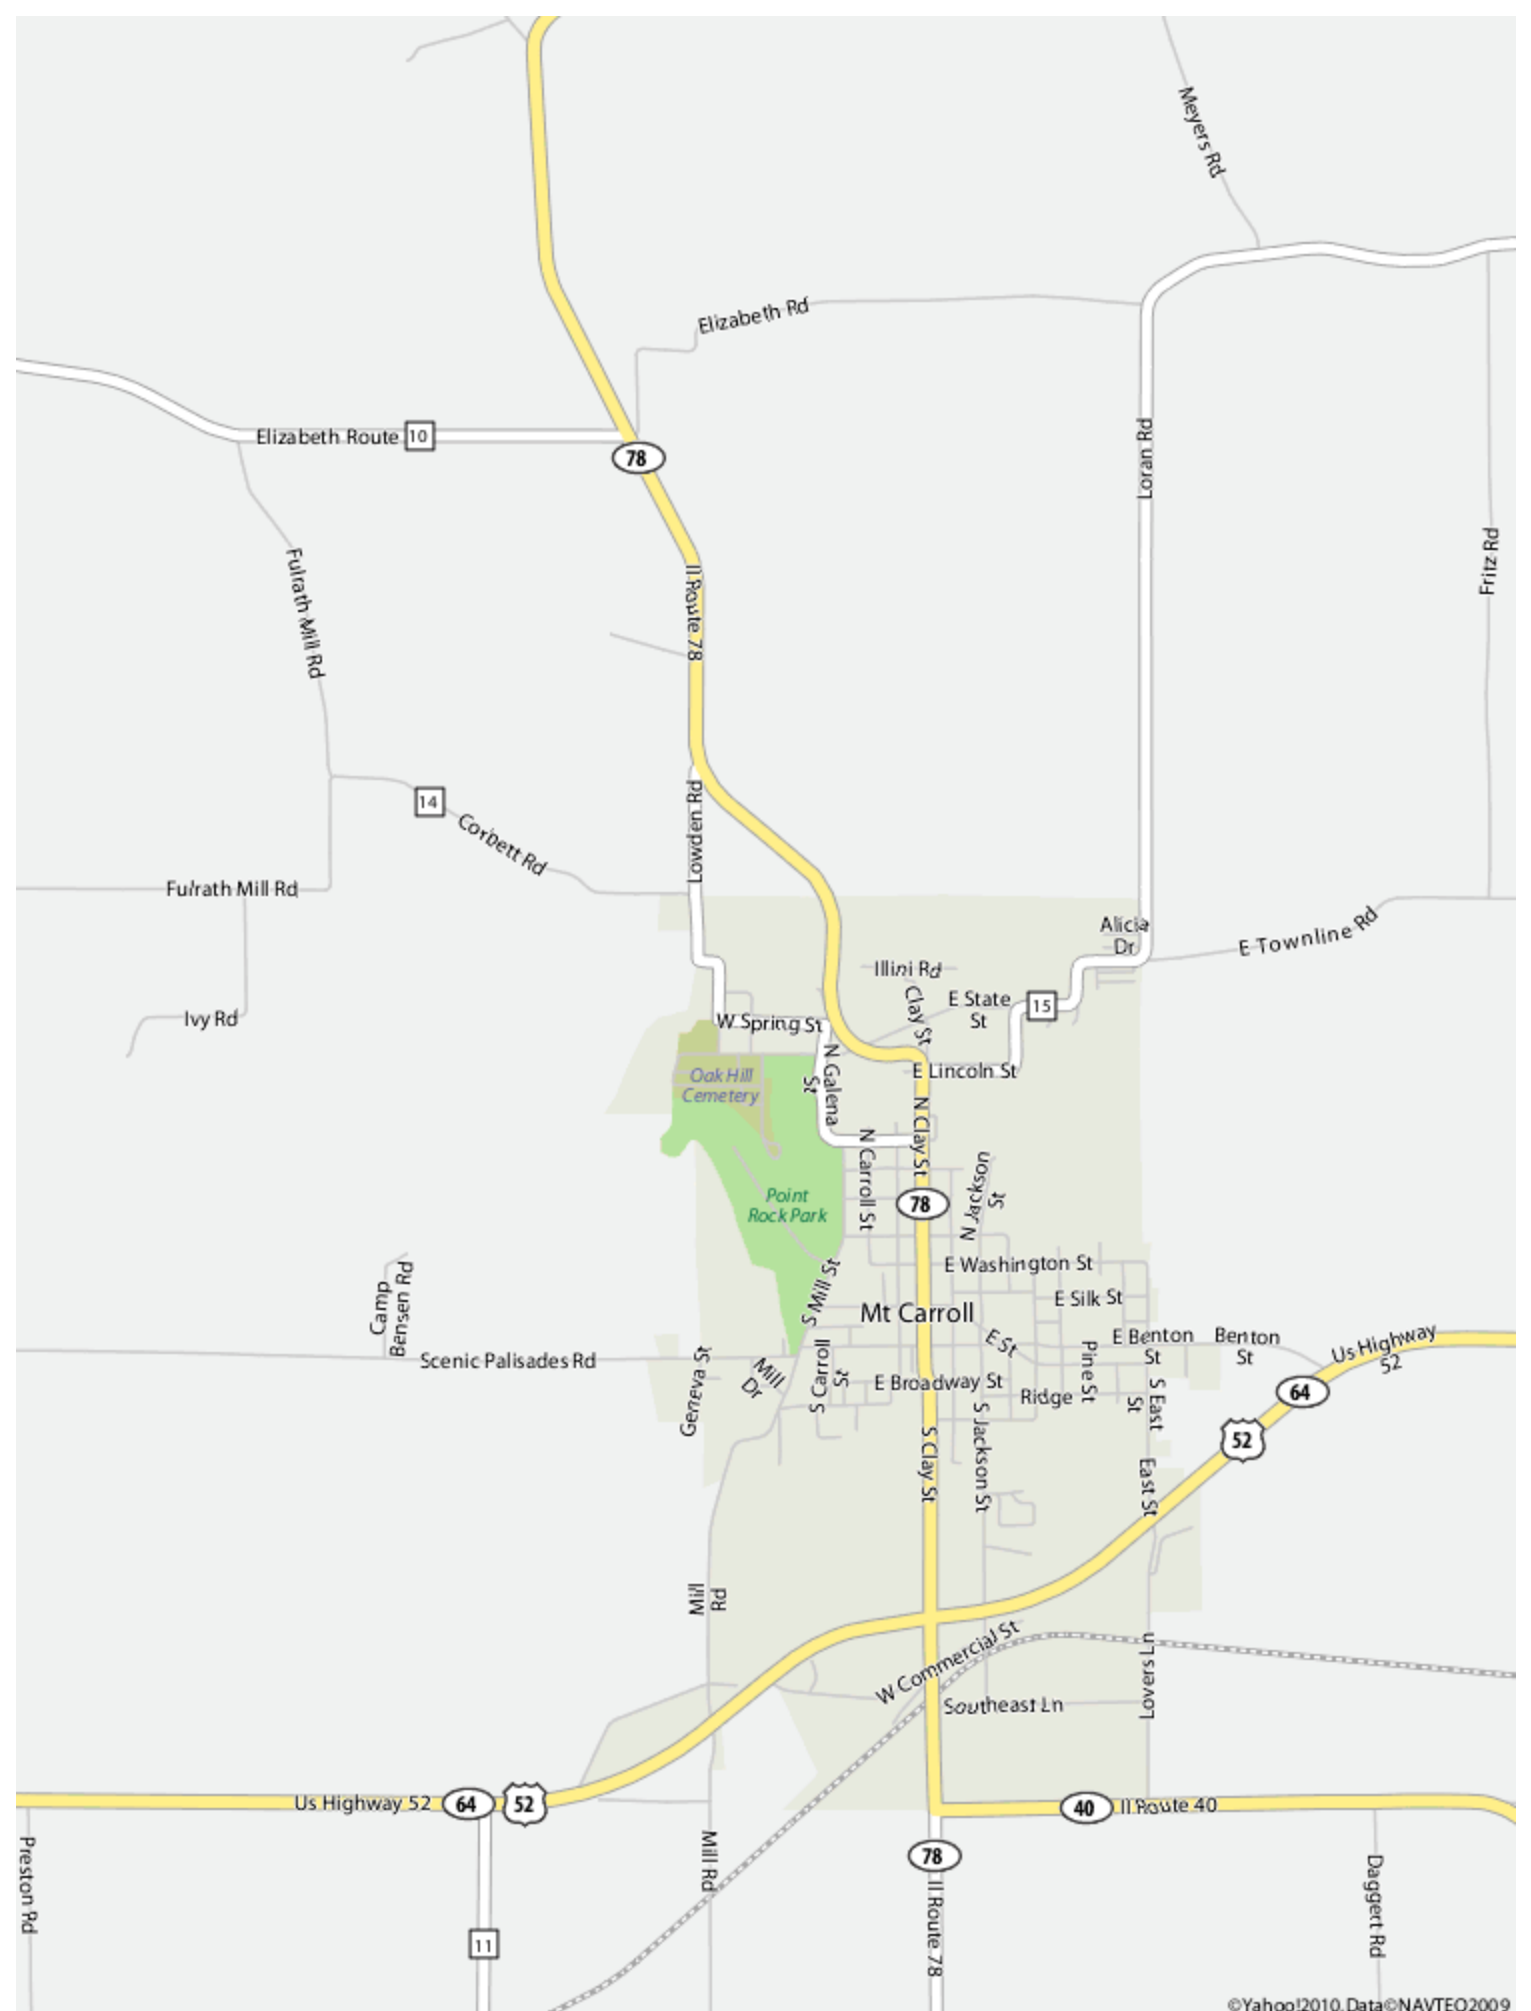 Meyers Rd
Elizabeth Rd
Elizabeth Route
10
78
Loran Rd
Fritz Rd
Fulrath Mill Rd
Il Route 78
14
Corbett Rd
Lowden Rd
Fulrath Mill Rd
Alicia
Dr
E Townline Rd
Illini Rd
Clay St
E State
St
15
Ivy Rd
W Spring St
N Galena
St
E Lincoln St
Oak Hill
Cemetery
N Clay St
N Carroll St
N Jackson
St
Point
Rock Park
78
E Washington St
Camp
Bensen Rd
S Mill St
E Silk St
Mt Carroll
E St
E Benton
St
Benton
St
Us Highway
52
Scenic Palisades Rd
Geneva St
Mill
Dr
S Carroll
St
E Broadway St
Pine St
Ridge
St
S East
64
52
S Clay St
S Jackson St
East St
Mill
Rd
W Commercial St
Lovers Ln
Southeast Ln
Us Highway 52
64
52
40
Il Route 40
Preston Rd
Mill Rd
78
Daggert Rd
11
Il Route 78
©Yahoo!2010, Data©NAVTEQ2009